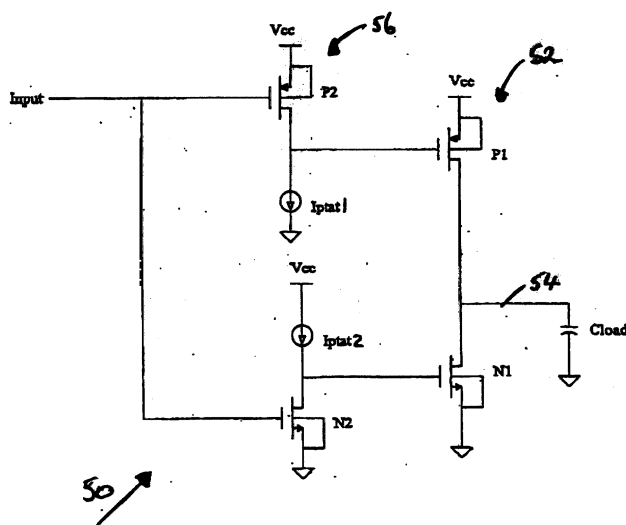 Vcc
56
Input
P2
Vcc
52
P1
Iptat1
Vcc
54
Iptat2
Cload
N1
N2
50